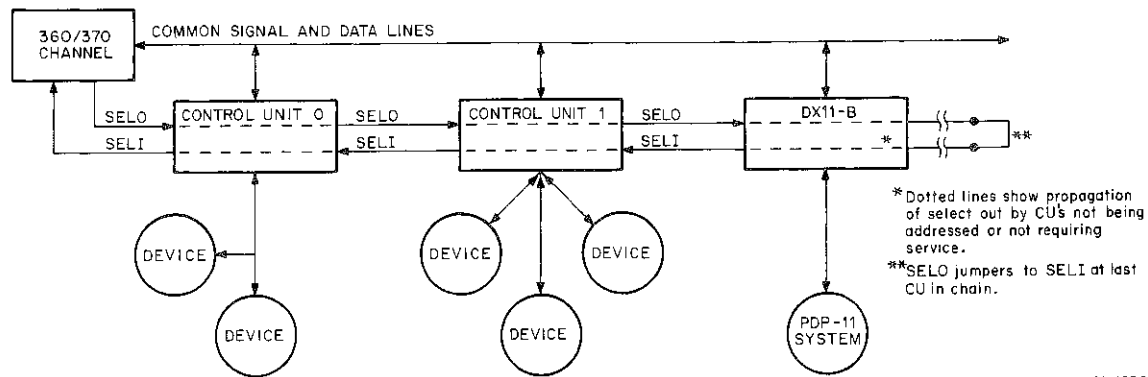 360/370
CHANNEL
COMMON SIGNAL AND DATA LINES
CONTROL UNIT 0
CONTROL UNIT 1
DX11-B
SELO
SELI
SELO
SELI
SELO
SELI
*
**
DEVICE
DEVICE
DEVICE
DEVICE
DEVICE
PDP-11
SYSTEM
*Dotted lines show propagation
of select out by CU's not being
addressed or not requiring
service.
**SELO jumpers to SELI at last
CU in chain.